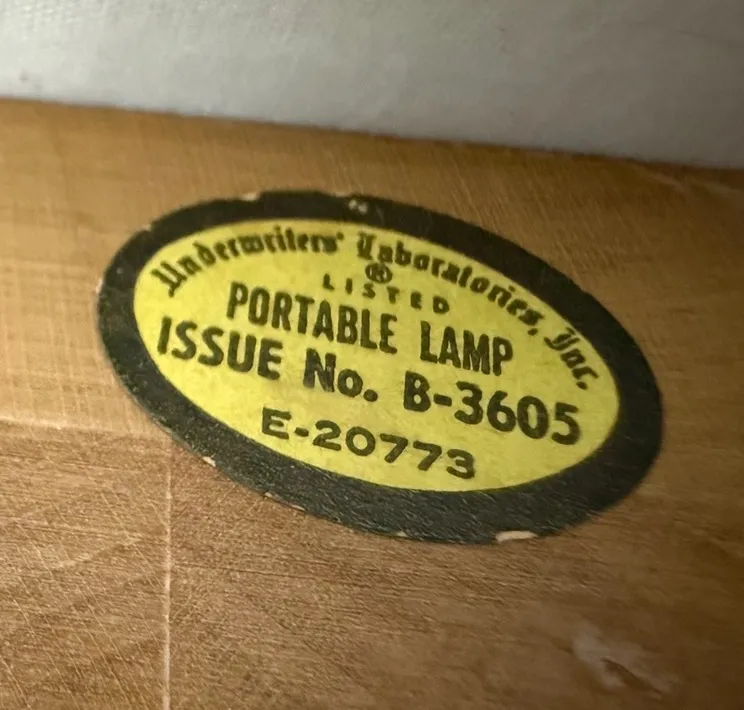 Underwriters' Laboratories, Inc.
®
LISTED
PORTABLE LAMP
ISSUE No. B-3605
E-20773